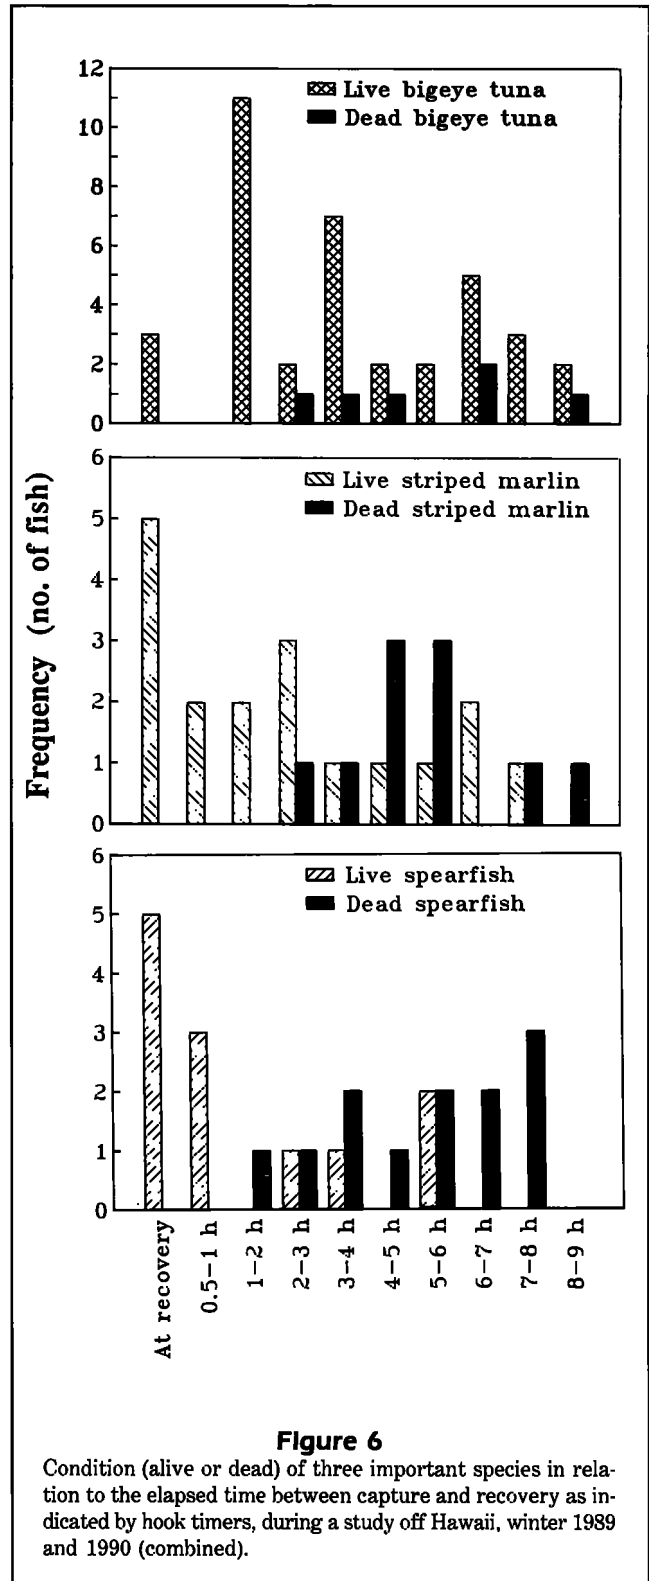 Frequency (no. of fish)
12
10
8
6
4
2
0
Live bigeye tuna
Dead bigeye tuna
6
5
4
3
2
1
0
Live striped marlin
Dead striped marlin
6
5
4
3
2
1
0
Live spearfish
Dead spearfish
At recovery
0.5–1 h
1–2 h
2–3 h
3–4 h
4–5 h
5–6 h
6–7 h
7–8 h
8–9 h
Figure 6
Condition (alive or dead) of three important species in rela-
tion to the elapsed time between capture and recovery as in-
dicated by hook timers, during a study off Hawaii, winter 1989
and 1990 (combined).